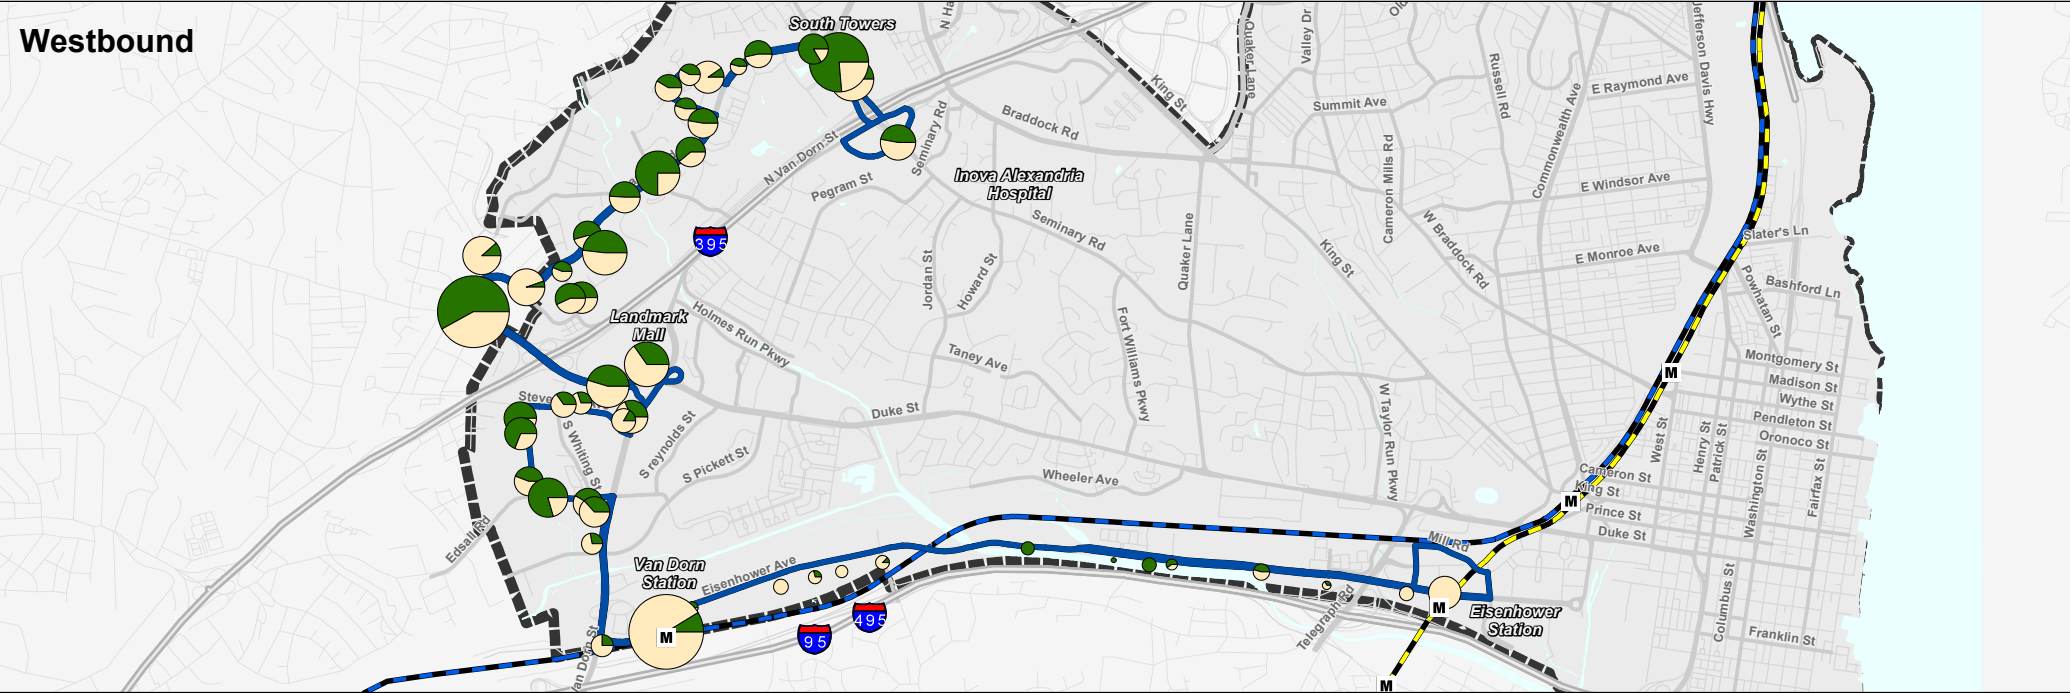 Westbound
South Towers
N Ha
Quaker Lane
Valley Dr
Old
Jefferson Davis Hwy
Russell Rd
E Raymond Ave
King St
Summit Ave
Commonwealth Ave
Braddock Rd
Seminary Rd
N Van Dorn St
Cameron Mills Rd
Inova Alexandria
Hospital
Pegram St
E Windsor Ave
Seminary Rd
W Braddock Rd
Quaker Lane
King St
395
Slater's Ln
E Monroe Ave
Jordan St
Howard St
Powhatan St
Bashford Ln
Landmark
Mall
Holmes Run Pkwy
Fort Williams Pkwy
Taney Ave
Montgomery St
M
Madison St
Wythe St
W Taylor Run Pkwy
Steve
Duke St
Pendleton St
Oronoco St
West St
Henry St
Patrick St
S Whiting St
S reynolds St
S Pickett St
Washington St
Fairfax St
Wheeler Ave
Cameron St
King St
M
Prince St
Duke St
Edsall Rd
Mill Rd
Van Dorn
Station
Eisenhower Ave
Columbus St
M
Eisenhower
Station
495
95
M
Telegraph Rd
Franklin St
Van Dorn St
M